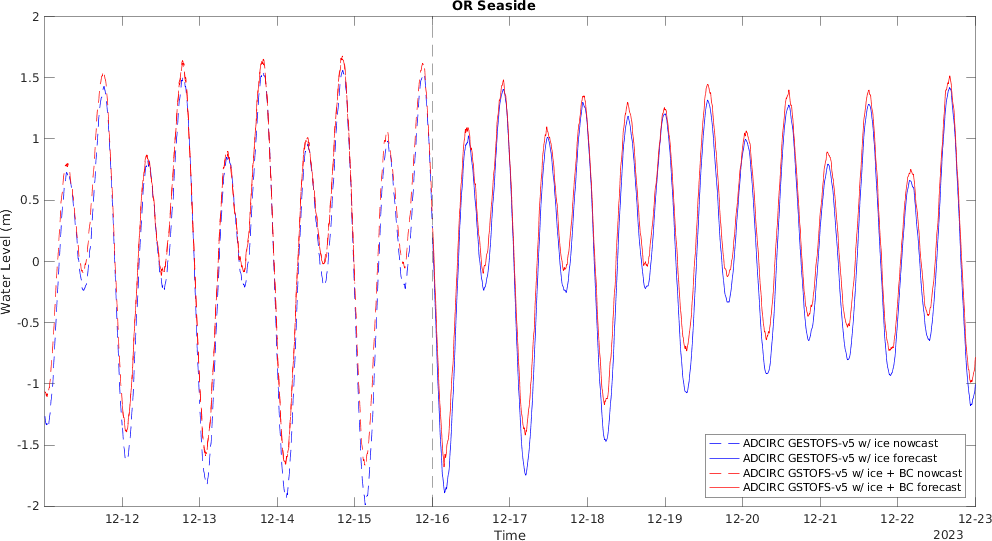 OR Seaside
2
1.5
1
0.5
0
-0.5
-1
-1.5
-2
Water Level (m)
12-12 12-13 12-14 12-15 12-16 12-17 12-18 12-19 12-20 12-21 12-22 12-23
Time
2023
ADCIRC GESTOFS-v5 w/ ice nowcast
ADCIRC GESTOFS-v5 w/ ice forecast
ADCIRC GSTOFS-v5 w/ ice + BC nowcast
ADCIRC GSTOFS-v5 w/ ice + BC forecast